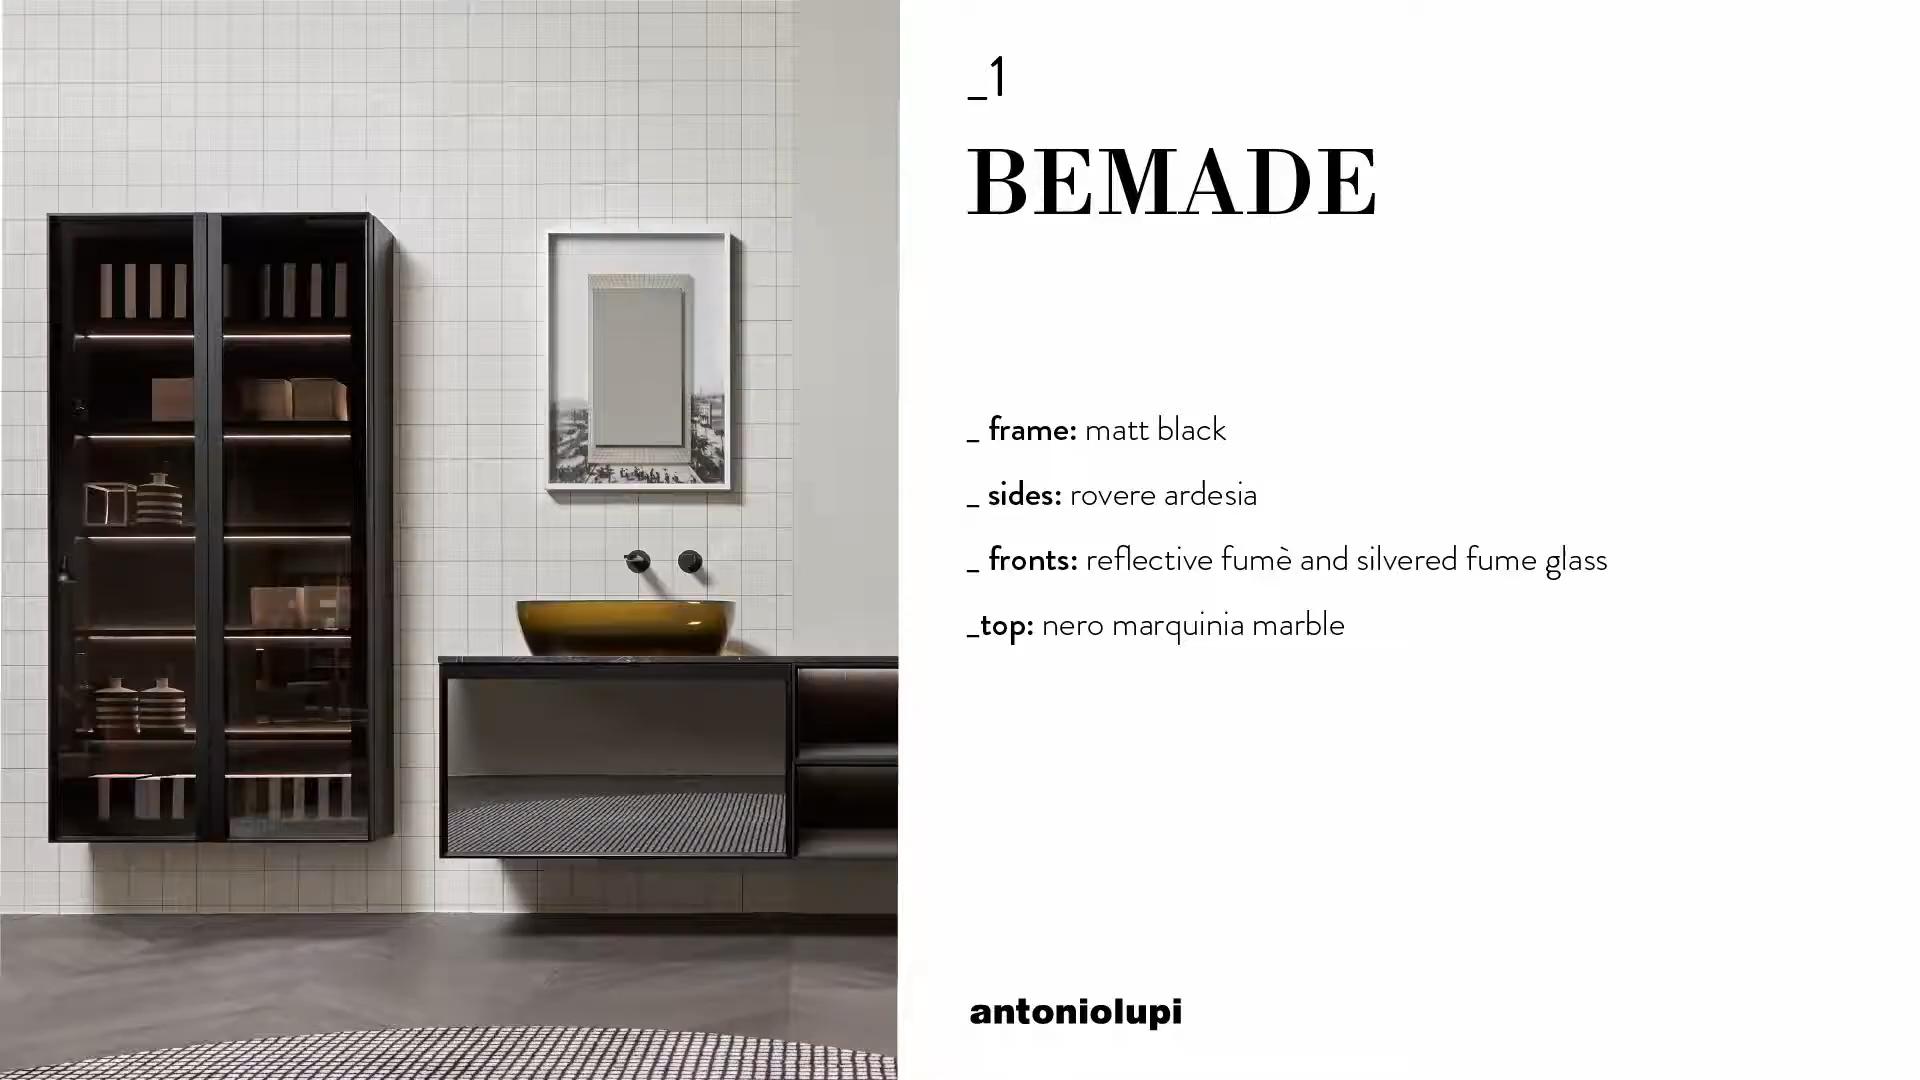 _1
BEMADE
_ frame: matt black
_ sides: rovere ardesia
_ fronts: reflective fumè and silvered fume glass
_top: nero marquinia marble
antoniolupi